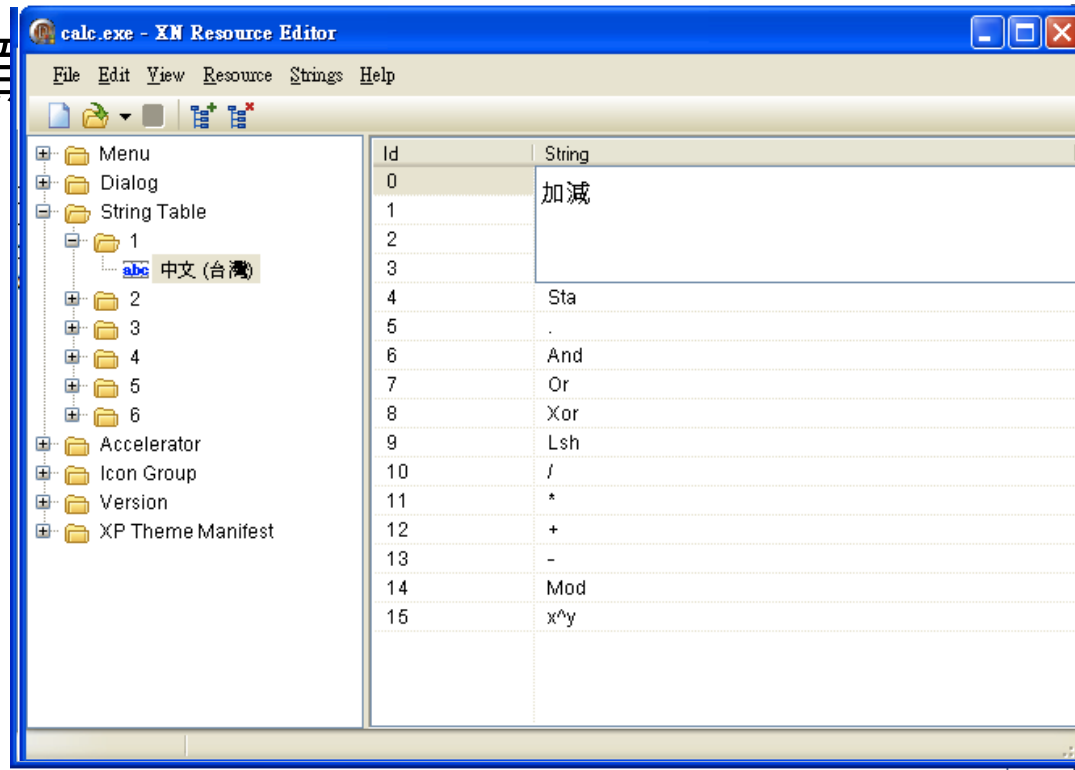 calc.exe - XN Resource Editor
File Edit View Resource Strings Help
Menu
Dialog
String Table
1
中文 (台灣)
2
3
4
5
6
Accelerator
Icon Group
Version
XP Theme Manifest
Id String
0 加減
1
2
3
4 Sta
5 .
6 And
7 Or
8 Xor
9 Lsh
10 /
11 *
12 +
13 -
14 Mod
15 x^y